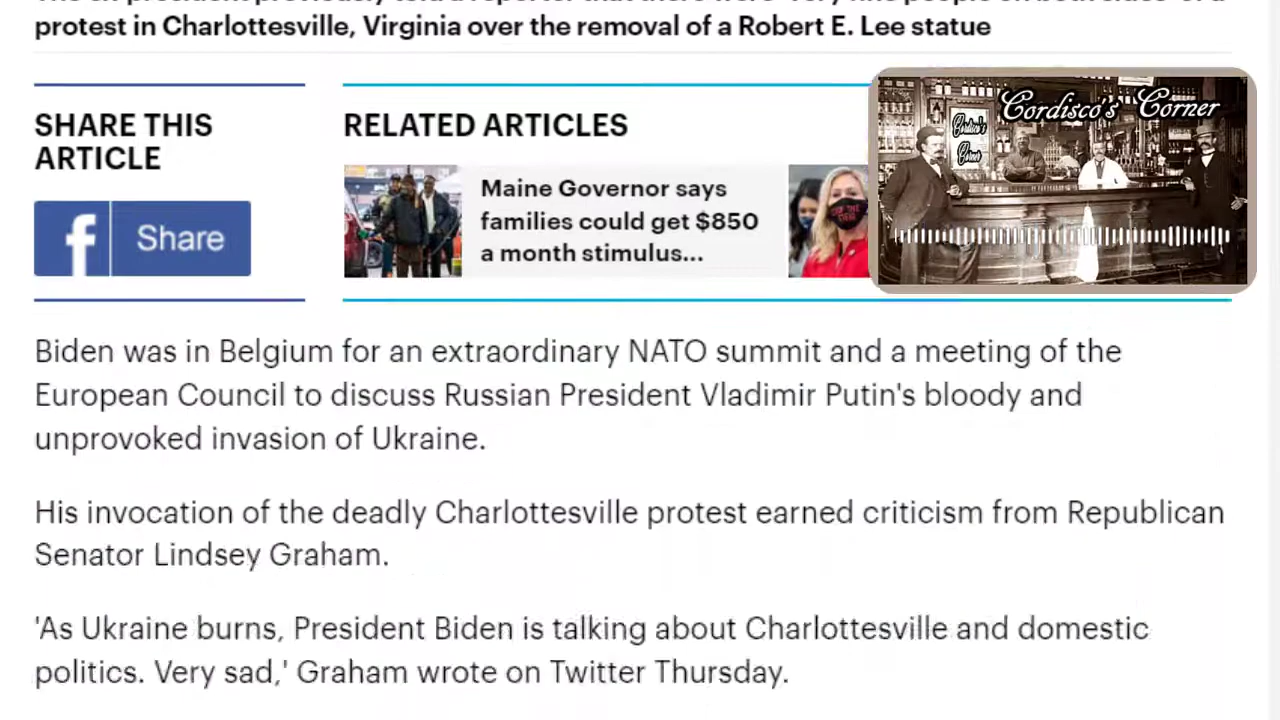 protest in Charlottesville, Virginia over the removal of a Robert E. Lee statue
SHARE THIS
ARTICLE
f Share
RELATED ARTICLES
Maine Governor says
families could get $850
a month stimulus...
Cordisco's Corner
Cordisco's
Corner
Biden was in Belgium for an extraordinary NATO summit and a meeting of the
European Council to discuss Russian President Vladimir Putin's bloody and
unprovoked invasion of Ukraine.
His invocation of the deadly Charlottesville protest earned criticism from Republican
Senator Lindsey Graham.
'As Ukraine burns, President Biden is talking about Charlottesville and domestic
politics. Very sad,' Graham wrote on Twitter Thursday.